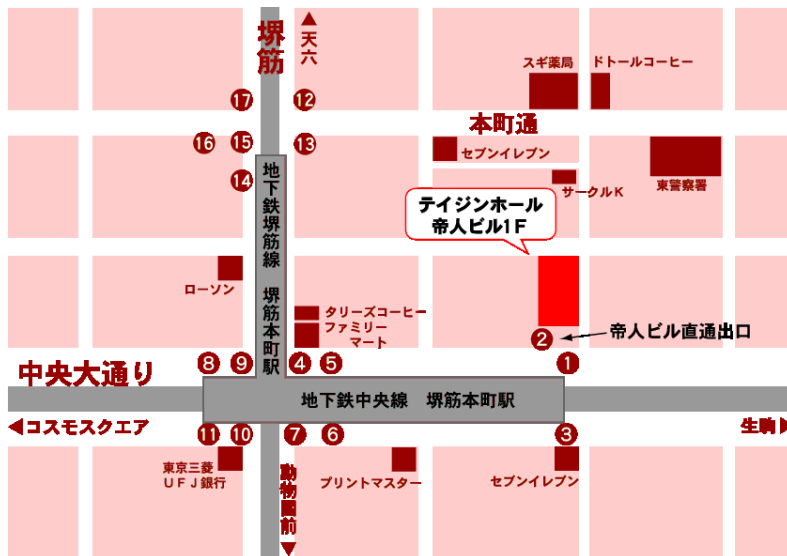 堺筋
▲天六
スギ薬局
ドトールコーヒー
⑰
⑫
本町通
⑯
⑮
⑬
セブンイレブン
東警察署
⑭
サークルK
テイジンホール
帝人ビル1F
地下鉄堺筋線 堺筋本町駅
ローソン
タリーズコーヒー
ファミリー
マート
②
帝人ビル直通出口
中央大通り
⑧
⑨
④
⑤
①
地下鉄中央線 堺筋本町駅
◀コスモスクエア
生駒▶
⑪
⑩
⑦
⑥
③
東京三菱
UFJ銀行
動物園前▼
プリントマスター
セブンイレブン